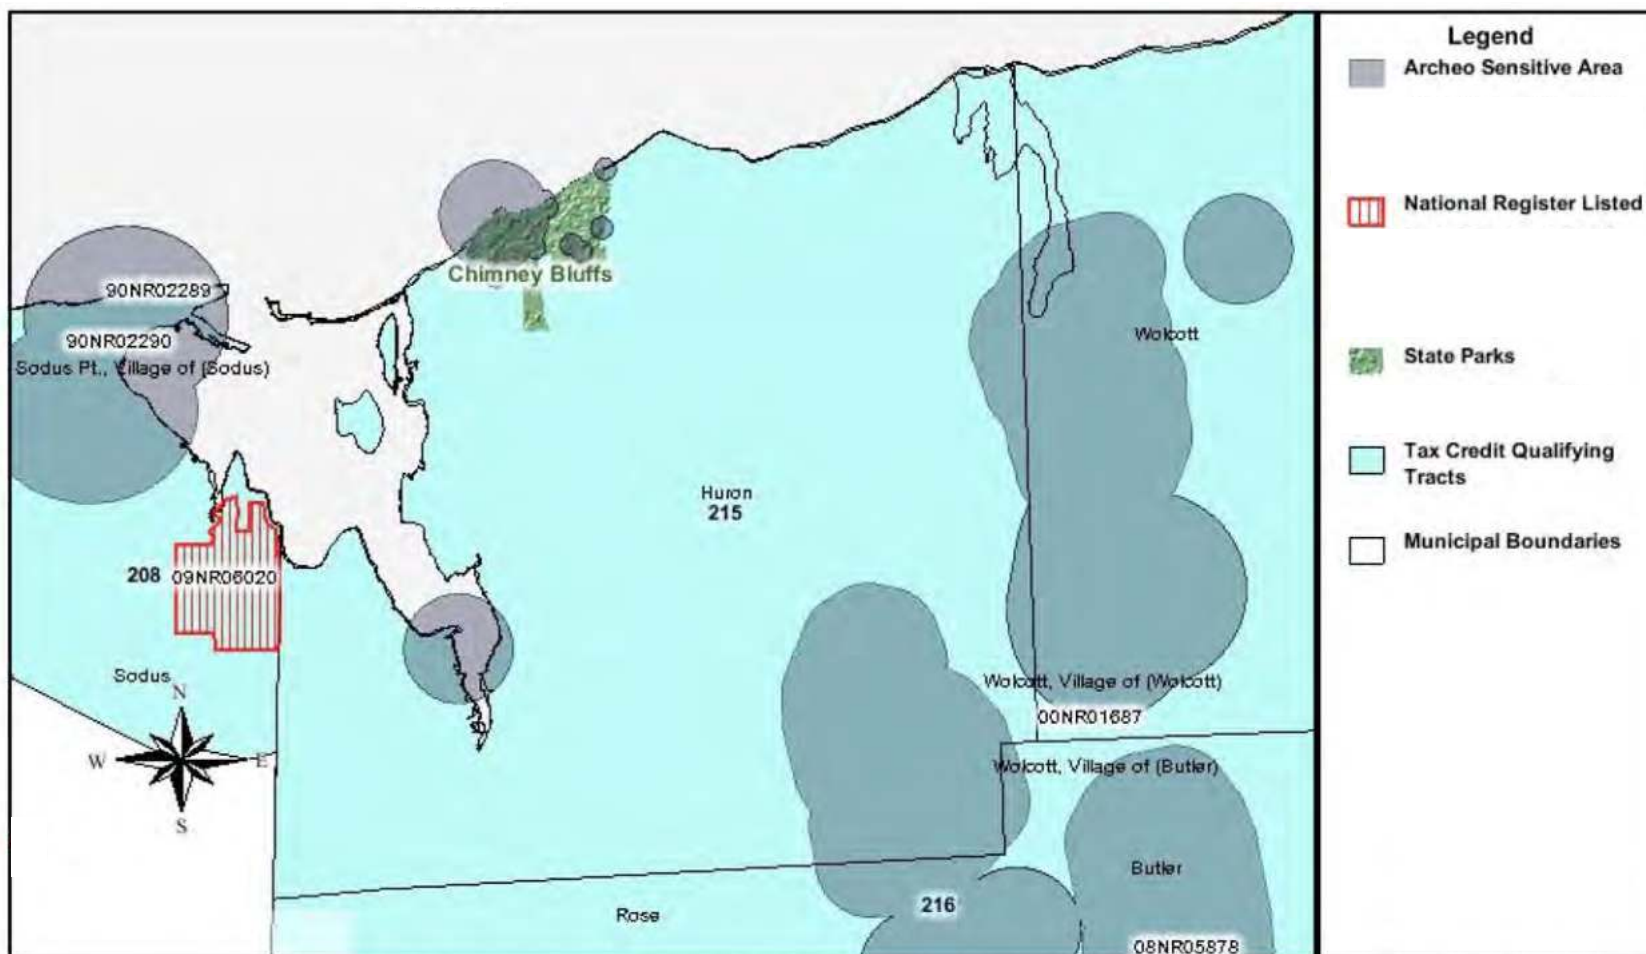 Legend
Archeo Sensitive Area
National Register Listed
State Parks
Tax Credit Qualifying
Tracts
Municipal Boundaries
Chimney Bluffs
90NR02289
90NR02290
Sodus Pt., Village of (Sodus)
Wolcott
Huron
215
208 09NR06020
Sodus
N
W E
S
Wolcott, Village of (Wolcott)
00NR01687
Wolcott, Village of (Butler)
Butler
216
Rose
08NR05878